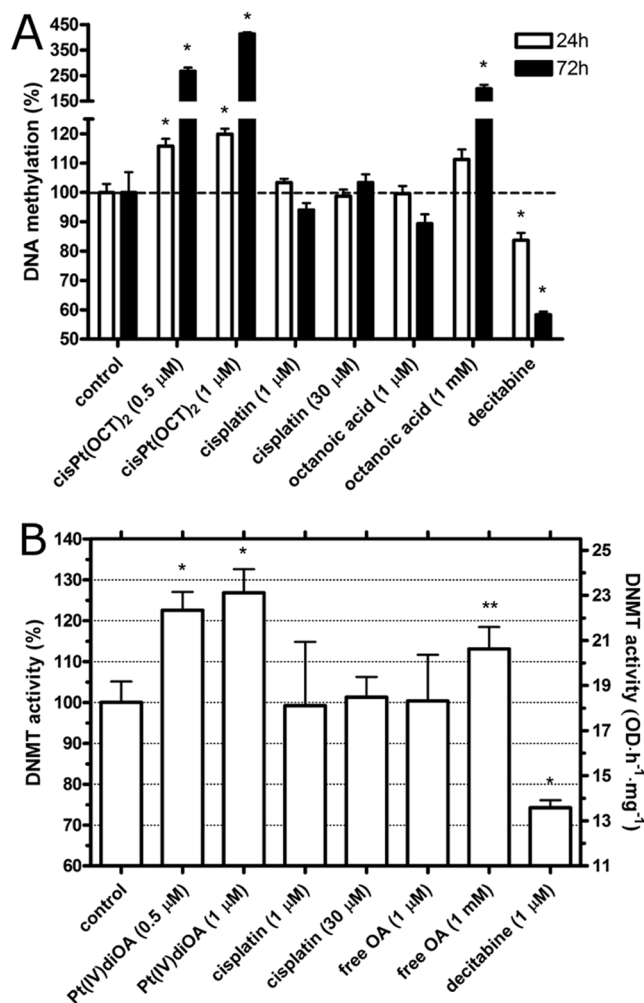 A
DNA methylation (%)
450
350
250
150
120
110
100
90
80
70
60
50
24h
72h
*
*
*
*
*
*
*
control
cisPt(OCT)₂ (0.5 μM)
cisPt(OCT)₂ (1 μM)
cisplatin (1 μM)
cisplatin (30 μM)
octanoic acid (1 μM)
octanoic acid (1 mM)
decitabine
B
DNMT activity (%)
140
130
120
110
100
90
80
70
60
*
*
**
*
25
23
21
19
18
16
14
13
11
DNMT activity (OD·h⁻¹·mg⁻¹)
control
Pt(IV)diOA (0.5 μM)
Pt(IV)diOA (1 μM)
cisplatin (1 μM)
cisplatin (30 μM)
free OA (1 μM)
free OA (1 mM)
decitabine (1 μM)